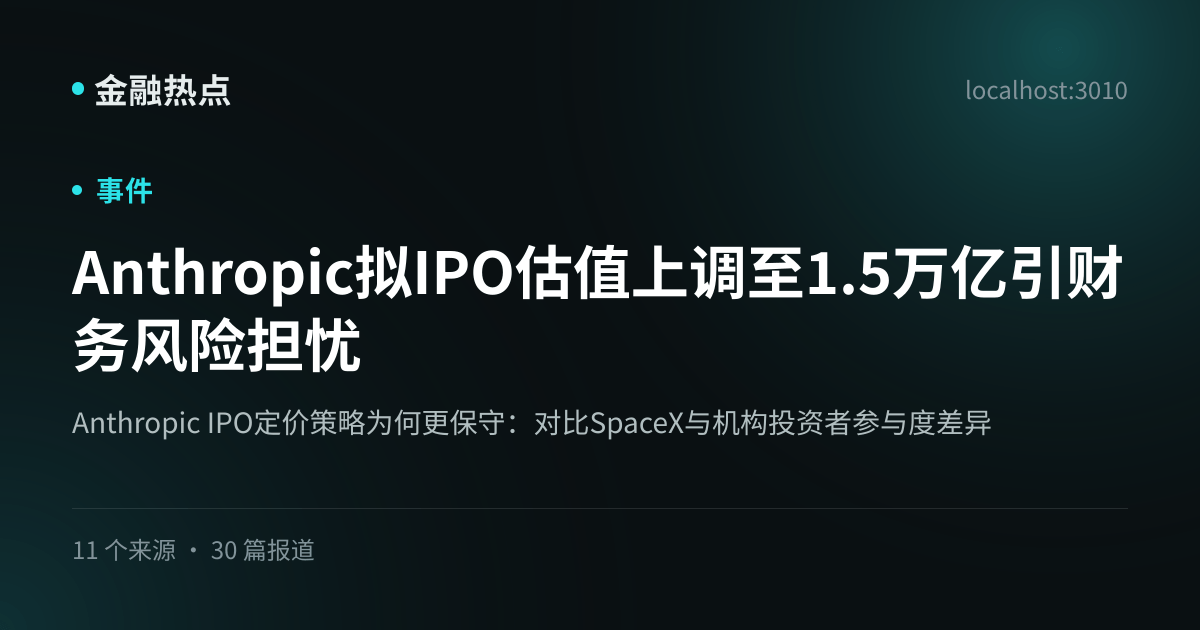 金融热点
localhost:3010
事件
Anthropic拟IPO估值上调至1.5万亿引财
务风险担忧
Anthropic IPO定价策略为何更保守：对比SpaceX与机构投资者参与度差异
11 个来源 · 30 篇报道